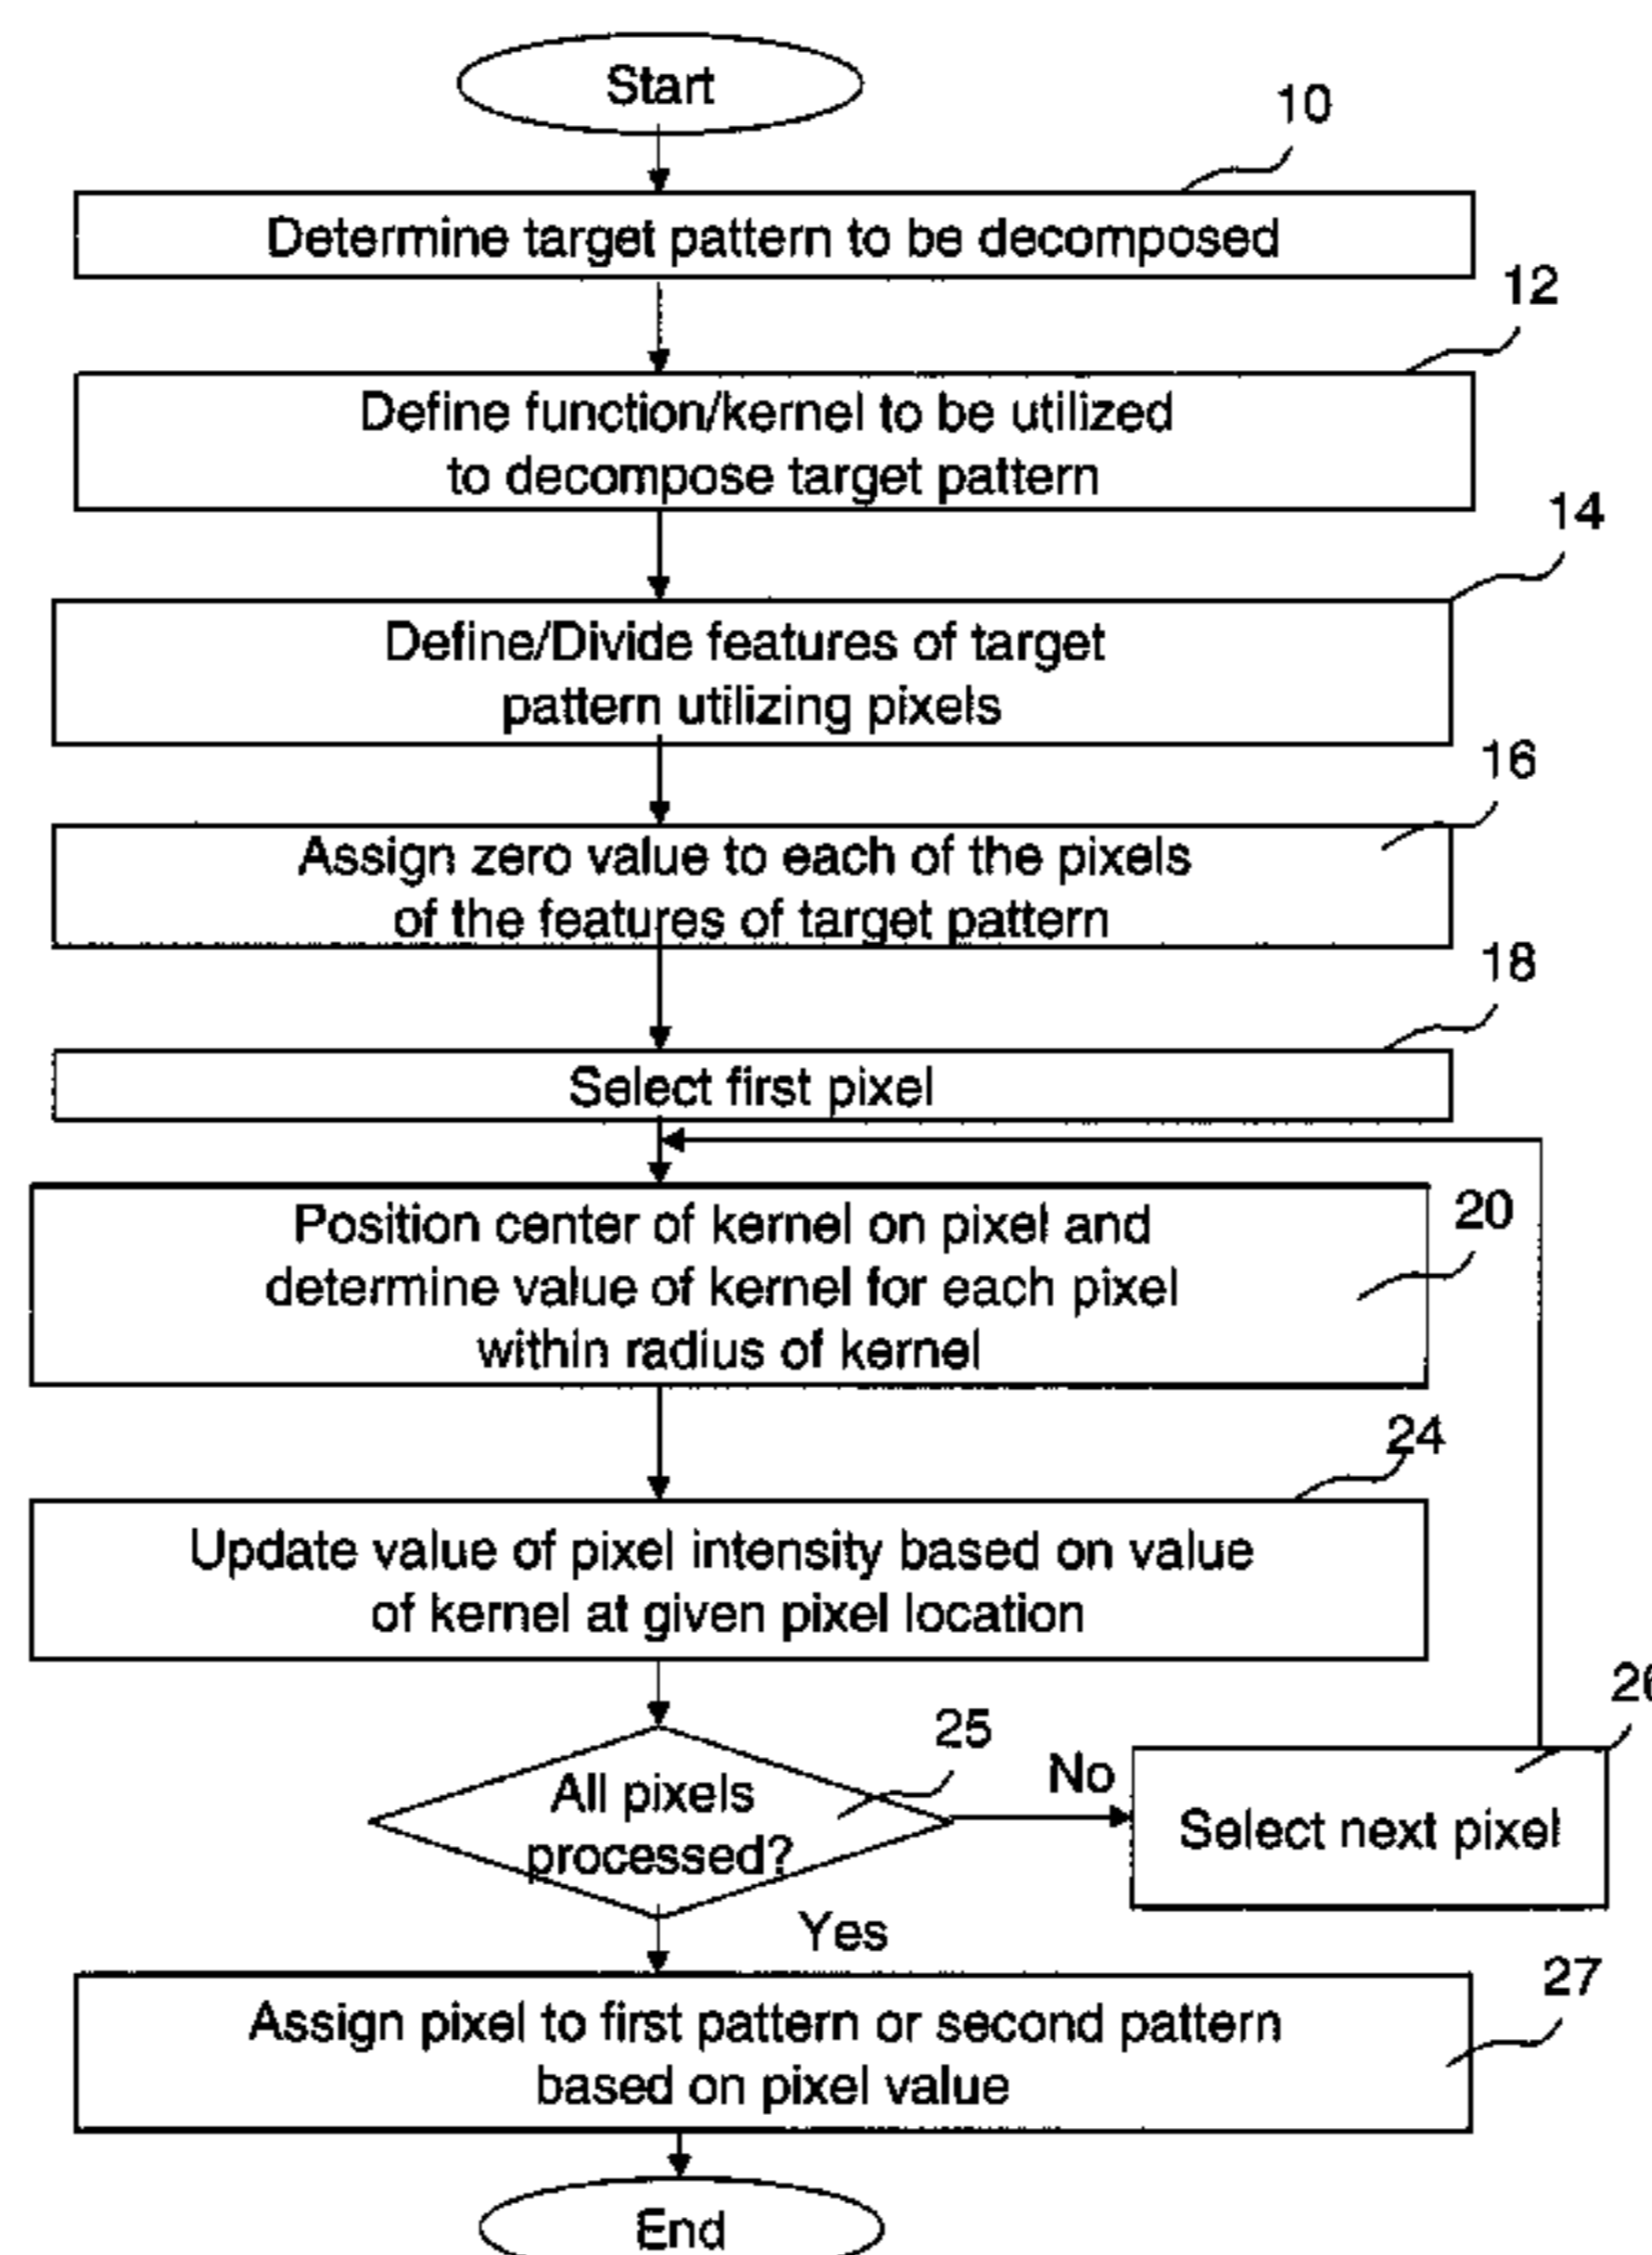 Start
10
Determine target pattern to be decomposed
12
Define function/kernel to be utilized
to decompose target pattern
14
Define/Divide features of target
pattern utilizing pixels
16
Assign zero value to each of the pixels
of the features of target pattern
18
Select first pixel
20
Position center of kernel on pixel and
determine value of kernel for each pixel
within radius of kernel
24
Update value of pixel intensity based on value
of kernel at given pixel location
25
All pixels
processed?
No
26
Select next pixel
Yes
27
Assign pixel to first pattern or second pattern
based on pixel value
End